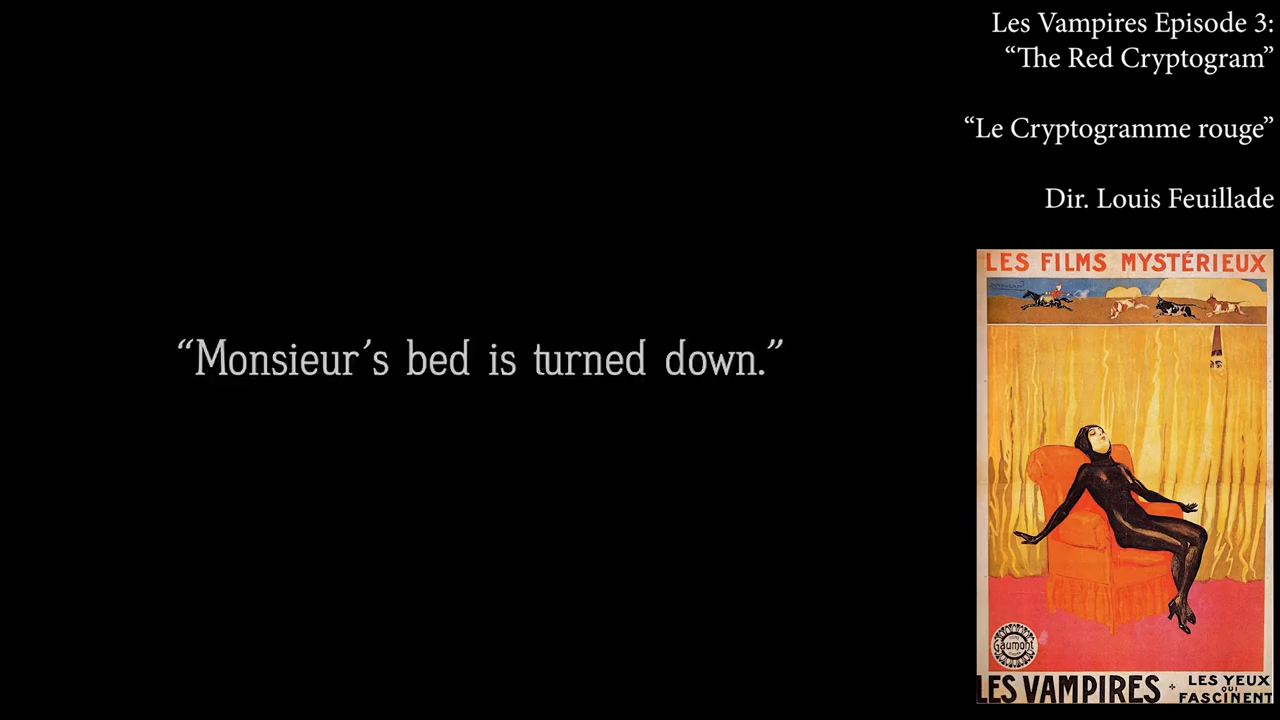 Les Vampires Episode 3:
“The Red Cryptogram”
“Le Cryptogramme rouge”
Dir. Louis Feuillade
“Monsieur’s bed is turned down.”
LES FILMS MYSTÉRIEUX
Gaumont
LES VAMPIRES + LES YEUX
QUI
FASCINENT